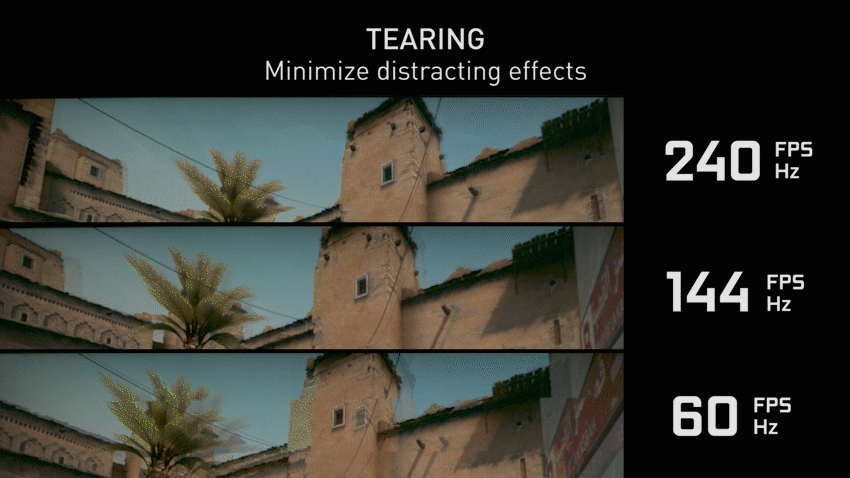 TEARING
Minimize distracting effects
240 FPS
Hz
144 FPS
Hz
60 FPS
Hz